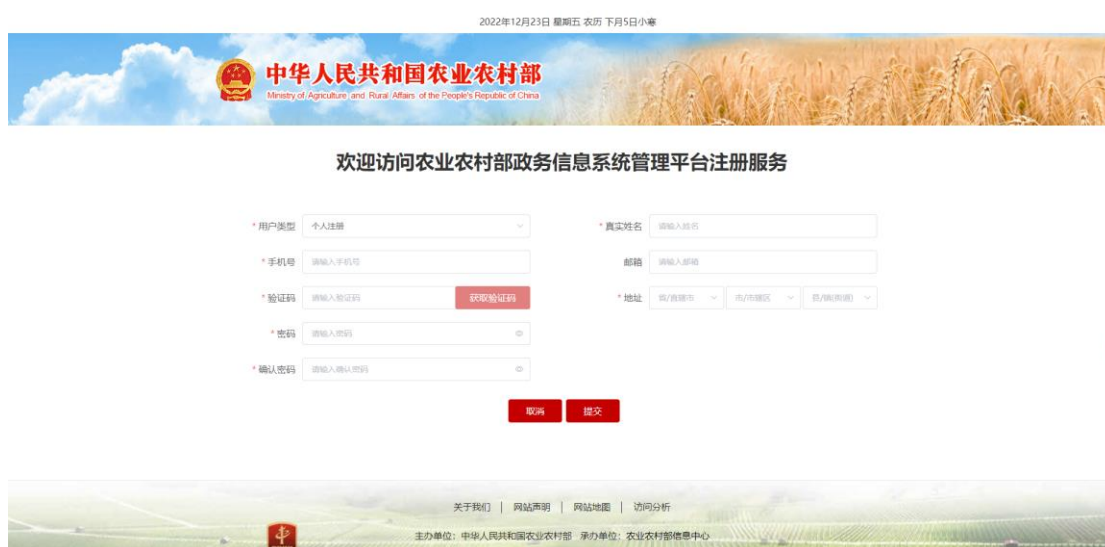 2022年12月23日 星期五 农历 下月5日小寒
中华人民共和国农业农村部
Ministry of Agriculture and Rural Affairs of the People's Republic of China
欢迎访问农业农村部政务信息系统管理平台注册服务
* 用户类型 个人注册 * 真实姓名 请输入姓名
* 手机号 请输入手机号 邮箱 请输入邮箱
* 验证码 请输入验证码 获取验证码 * 地址 省/直辖市 市/市辖区 县/镇(街道)
* 密码 请输入密码
* 确认密码 请输入确认密码
取消 提交
关于我们 | 网站声明 | 网站地图 | 访问分析
主办单位：中华人民共和国农业农村部 承办单位：农业农村部信息中心